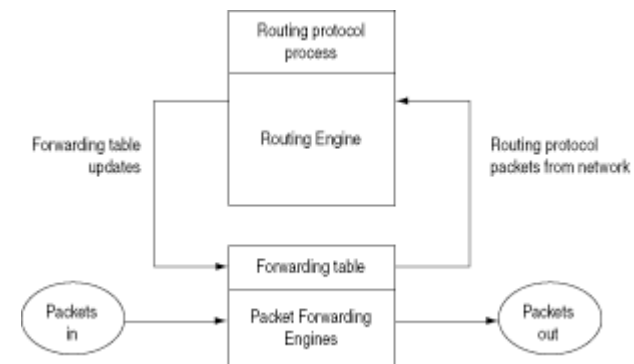 Routing protocol
process
Forwarding table
updates
Routing Engine
Routing protocol
packets from network
Forwarding table
Packets
in
Packet Forwarding
Engines
Packets
out